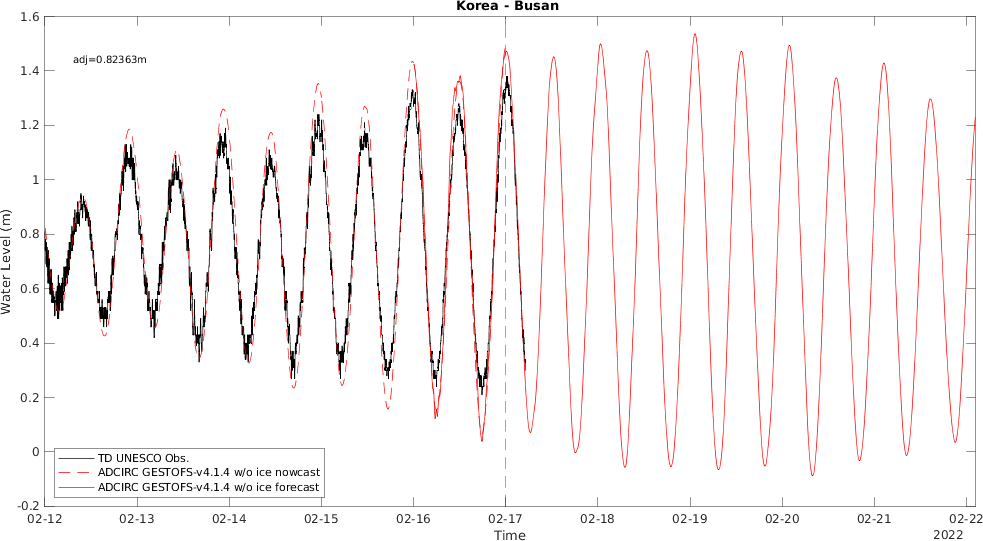 Korea - Busan
adj=0.82363m
Water Level (m)
1.6
1.4
1.2
1
0.8
0.6
0.4
0.2
0
-0.2
TD UNESCO Obs.
ADCIRC GESTOFS-v4.1.4 w/o ice nowcast
ADCIRC GESTOFS-v4.1.4 w/o ice forecast
02-12 02-13 02-14 02-15 02-16 02-17 02-18 02-19 02-20 02-21 02-22
Time
2022